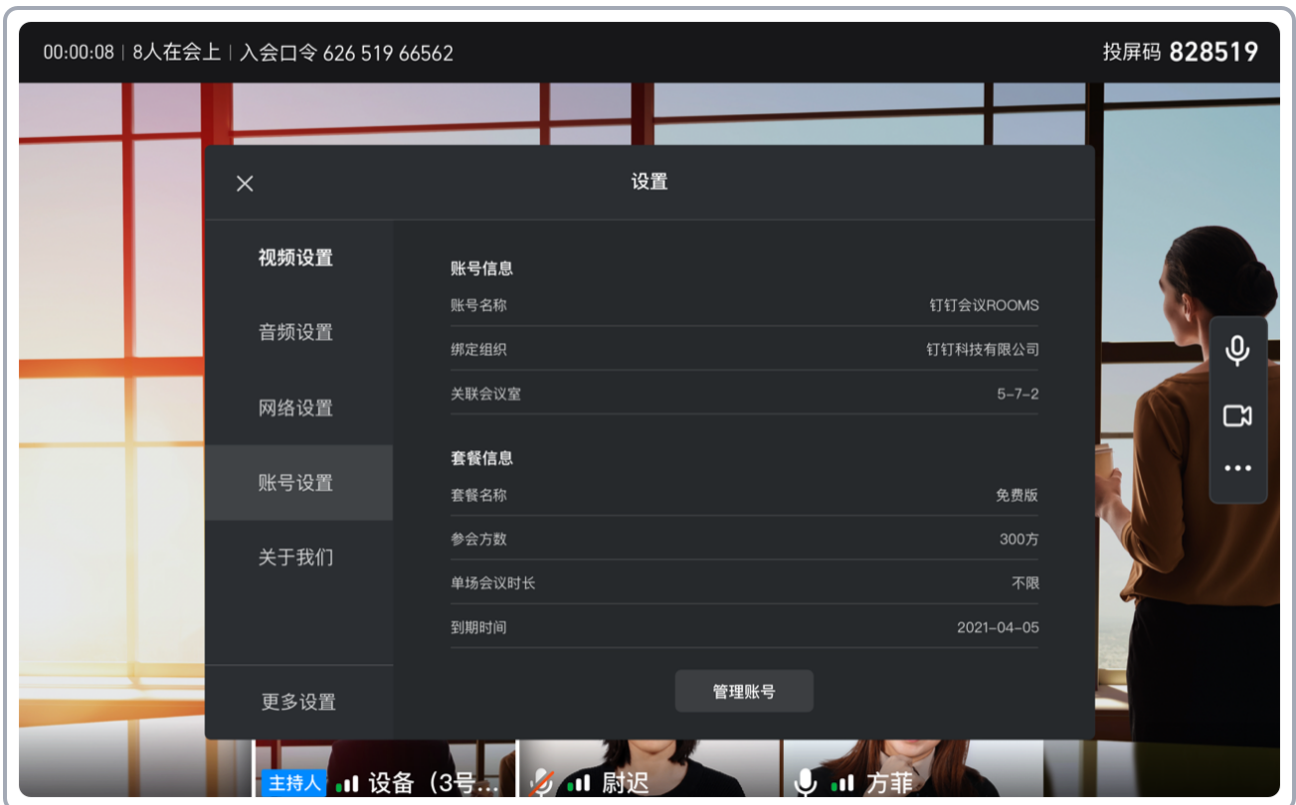 00:00:08 | 8人在会上 | 入会口令 626 519 66562
投屏码 828519
设置
视频设置
音频设置
网络设置
账号设置
关于我们
更多设置
账号信息
账号名称 钉钉会议ROOMS
绑定组织 钉钉科技有限公司
关联会议室 5-7-2
套餐信息
套餐名称 免费版
参会方数 300方
单场会议时长 不限
到期时间 2021-04-05
管理账号
主持人 设备（3号...
尉迟
方菲